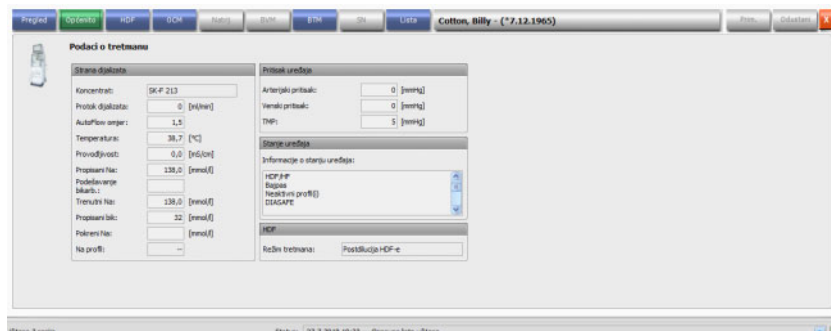 Pregled Općenito HDF OCM Natrij BVM BTM SN Lista Cotton, Billy - (*7.12.1965) Prim. Odustani X
Podaci o tretmanu
Strana dijalizata
Koncentrat: SK-F 213
Protok dijalizata: 0 [ml/min]
AutoFlow omjer: 1,5
Temperatura: 38,7 [°C]
Provodljivost: 0,0 [mS/cm]
Propisani Na: 138,0 [mmol/l]
Podešavanje
bikarb.:
Trenutni Na: 138,0 [mmol/l]
Propisani bik: 32 [mmol/l]
Pokreni Na: [mmol/l]
Na profil: --
Pritisak uređaja
Arterijski pritisak: 0 [mmHg]
Venski pritisak: 0 [mmHg]
TMP: 5 [mmHg]
Stanje uređaja
Informacije o stanju uređaja:
HDF/HF
Bajpas
Neaktivni profil(i)
DIASAFE
HDF
Režim tretmana: Postdilucija HDF-e